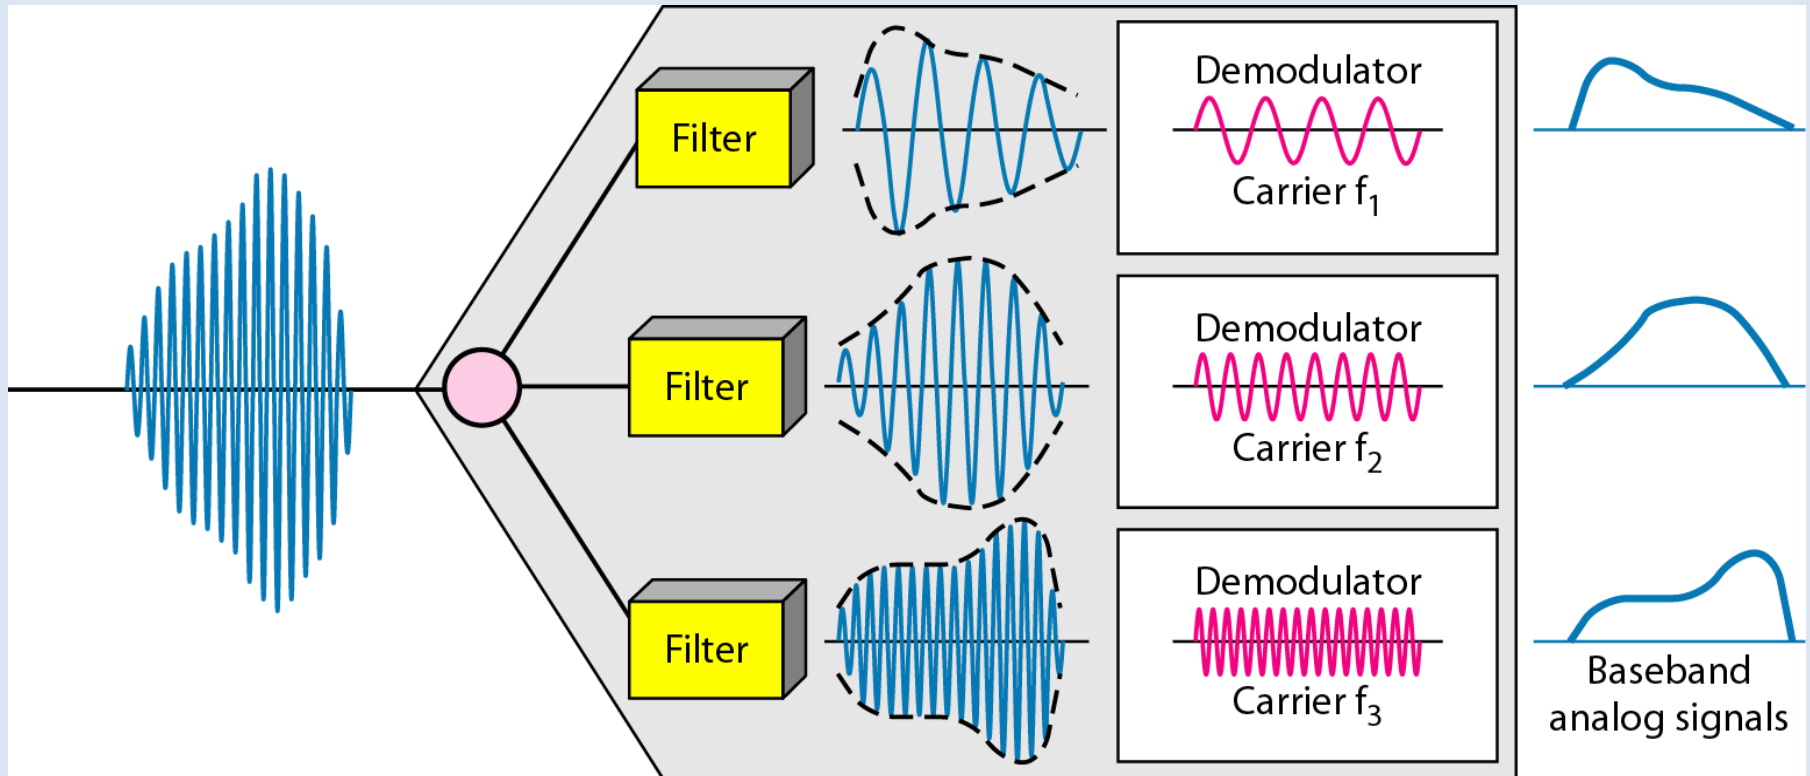 Filter
Demodulator
Carrier f₁
Filter
Demodulator
Carrier f₂
Filter
Demodulator
Carrier f₃
Baseband
analog signals